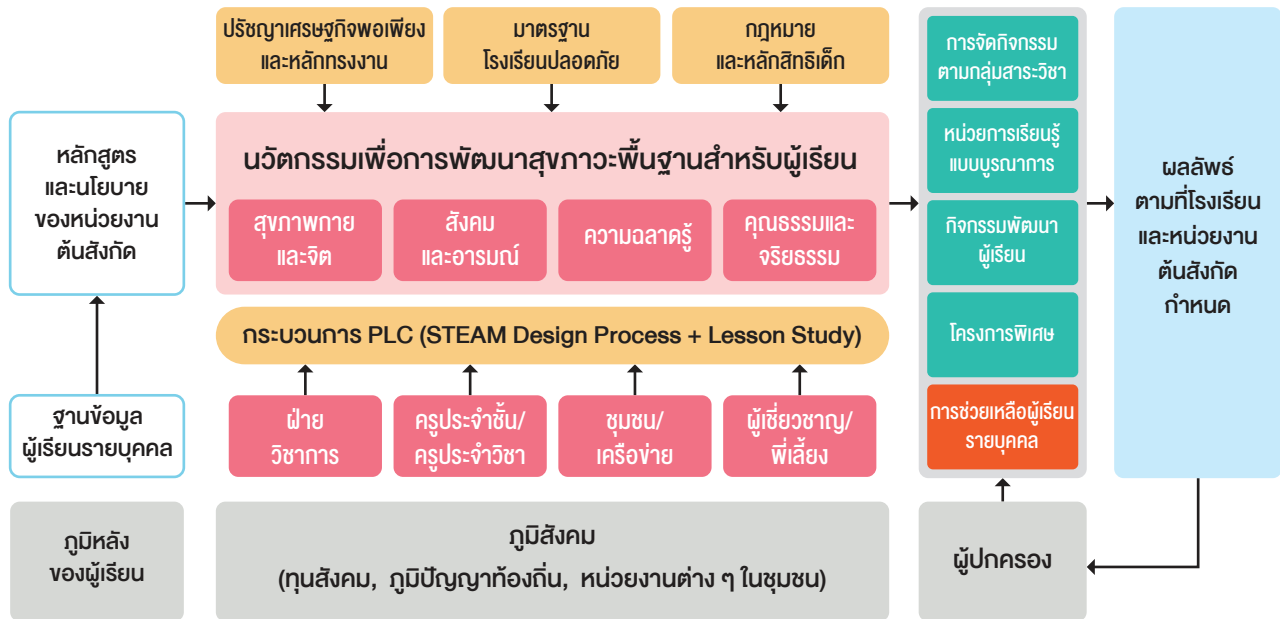 ปรัชญาเศรษฐกิจพอเพียง
และหลักทรงงาน
มาตรฐาน
โรงเรียนปลอดภัย
กฎหมาย
และหลักสิทธิเด็ก
หลักสูตร
และนโยบาย
ของหน่วยงาน
ต้นสังกัด
นวัตกรรมเพื่อการพัฒนาสุขภาวะพื้นฐานสำหรับผู้เรียน
สุขภาพกาย
และจิต
สังคม
และอารมณ์
ความฉลาดรู้
คุณธรรมและ
จริยธรรม
กระบวนการ PLC (STEAM Design Process + Lesson Study)
ฐานข้อมูล
ผู้เรียนรายบุคคล
ฝ่าย
วิชาการ
ครูประจำชั้น/
ครูประจำวิชา
ชุมชน/
เครือข่าย
ผู้เชี่ยวชาญ/
พี่เลี้ยง
การจัดกิจกรรม
ตามกลุ่มสาระวิชา
หน่วยการเรียนรู้
แบบบูรณาการ
กิจกรรมพัฒนา
ผู้เรียน
โครงการพิเศษ
การช่วยเหลือผู้เรียน
รายบุคคล
ผลลัพธ์
ตามที่โรงเรียน
และหน่วยงาน
ต้นสังกัด
กำหนด
ภูมิหลัง
ของผู้เรียน
ภูมิสังคม
(ทุนสังคม, ภูมิปัญญาท้องถิ่น, หน่วยงานต่าง ๆ ในชุมชน)
ผู้ปกครอง